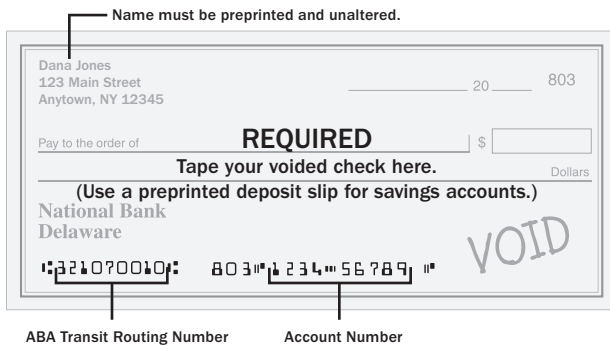 Name must be preprinted and unaltered.
Dana Jones
123 Main Street
Anytown, NY 12345
20 803
Pay to the order of REQUIRED $
Tape your voided check here.
Dollars
(Use a preprinted deposit slip for savings accounts.)
National Bank
Delaware
VOID
⑆321070010⑆ 803⑈1234⑉56789⑈
ABA Transit Routing Number Account Number